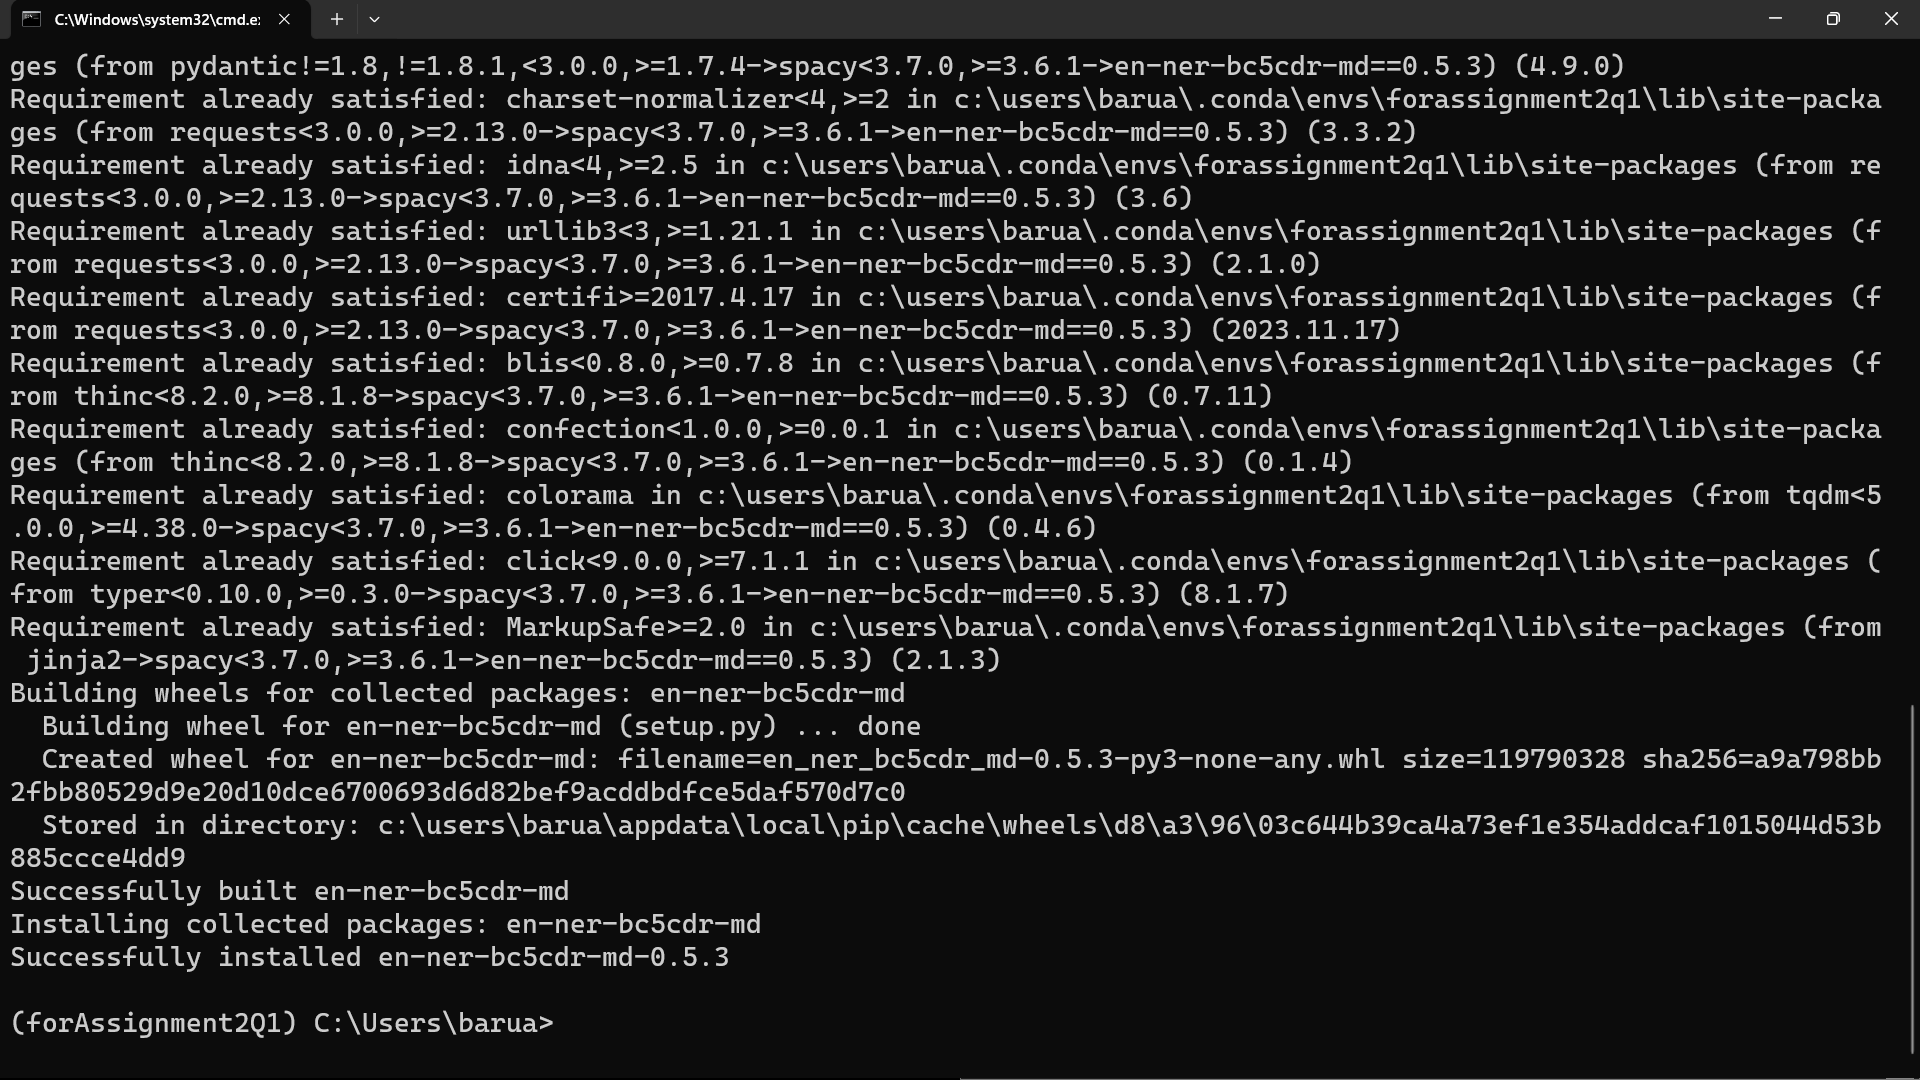 C:\Windows\system32\cmd.e:
ges (from pydantic!=1.8,!=1.8.1,<3.0.0,>=1.7.4->spacy<3.7.0,>=3.6.1->en-ner-bc5cdr-md==0.5.3) (4.9.0)
Requirement already satisfied: charset-normalizer<4,>=2 in c:\users\barua\.conda\envs\forassignment2q1\lib\site-packa
ges (from requests<3.0.0,>=2.13.0->spacy<3.7.0,>=3.6.1->en-ner-bc5cdr-md==0.5.3) (3.3.2)
Requirement already satisfied: idna<4,>=2.5 in c:\users\barua\.conda\envs\forassignment2q1\lib\site-packages (from re
quests<3.0.0,>=2.13.0->spacy<3.7.0,>=3.6.1->en-ner-bc5cdr-md==0.5.3) (3.6)
Requirement already satisfied: urllib3<3,>=1.21.1 in c:\users\barua\.conda\envs\forassignment2q1\lib\site-packages (f
rom requests<3.0.0,>=2.13.0->spacy<3.7.0,>=3.6.1->en-ner-bc5cdr-md==0.5.3) (2.1.0)
Requirement already satisfied: certifi>=2017.4.17 in c:\users\barua\.conda\envs\forassignment2q1\lib\site-packages (f
rom requests<3.0.0,>=2.13.0->spacy<3.7.0,>=3.6.1->en-ner-bc5cdr-md==0.5.3) (2023.11.17)
Requirement already satisfied: blis<0.8.0,>=0.7.8 in c:\users\barua\.conda\envs\forassignment2q1\lib\site-packages (f
rom thinc<8.2.0,>=8.1.8->spacy<3.7.0,>=3.6.1->en-ner-bc5cdr-md==0.5.3) (0.7.11)
Requirement already satisfied: confection<1.0.0,>=0.0.1 in c:\users\barua\.conda\envs\forassignment2q1\lib\site-packa
ges (from thinc<8.2.0,>=8.1.8->spacy<3.7.0,>=3.6.1->en-ner-bc5cdr-md==0.5.3) (0.1.4)
Requirement already satisfied: colorama in c:\users\barua\.conda\envs\forassignment2q1\lib\site-packages (from tqdm<5
.0.0,>=4.38.0->spacy<3.7.0,>=3.6.1->en-ner-bc5cdr-md==0.5.3) (0.4.6)
Requirement already satisfied: click<9.0.0,>=7.1.1 in c:\users\barua\.conda\envs\forassignment2q1\lib\site-packages (
from typer<0.10.0,>=0.3.0->spacy<3.7.0,>=3.6.1->en-ner-bc5cdr-md==0.5.3) (8.1.7)
Requirement already satisfied: MarkupSafe>=2.0 in c:\users\barua\.conda\envs\forassignment2q1\lib\site-packages (from
 jinja2->spacy<3.7.0,>=3.6.1->en-ner-bc5cdr-md==0.5.3) (2.1.3)
Building wheels for collected packages: en-ner-bc5cdr-md
  Building wheel for en-ner-bc5cdr-md (setup.py) ... done
  Created wheel for en-ner-bc5cdr-md: filename=en_ner_bc5cdr_md-0.5.3-py3-none-any.whl size=119790328 sha256=a9a798bb
2fbb80529d9e20d10dce6700693d6d82bef9acddbdfce5daf570d7c0
  Stored in directory: c:\users\barua\appdata\local\pip\cache\wheels\d8\a3\96\03c644b39ca4a73ef1e354addcaf1015044d53b
885ccce4dd9
Successfully built en-ner-bc5cdr-md
Installing collected packages: en-ner-bc5cdr-md
Successfully installed en-ner-bc5cdr-md-0.5.3
(forAssignment2Q1) C:\Users\barua>